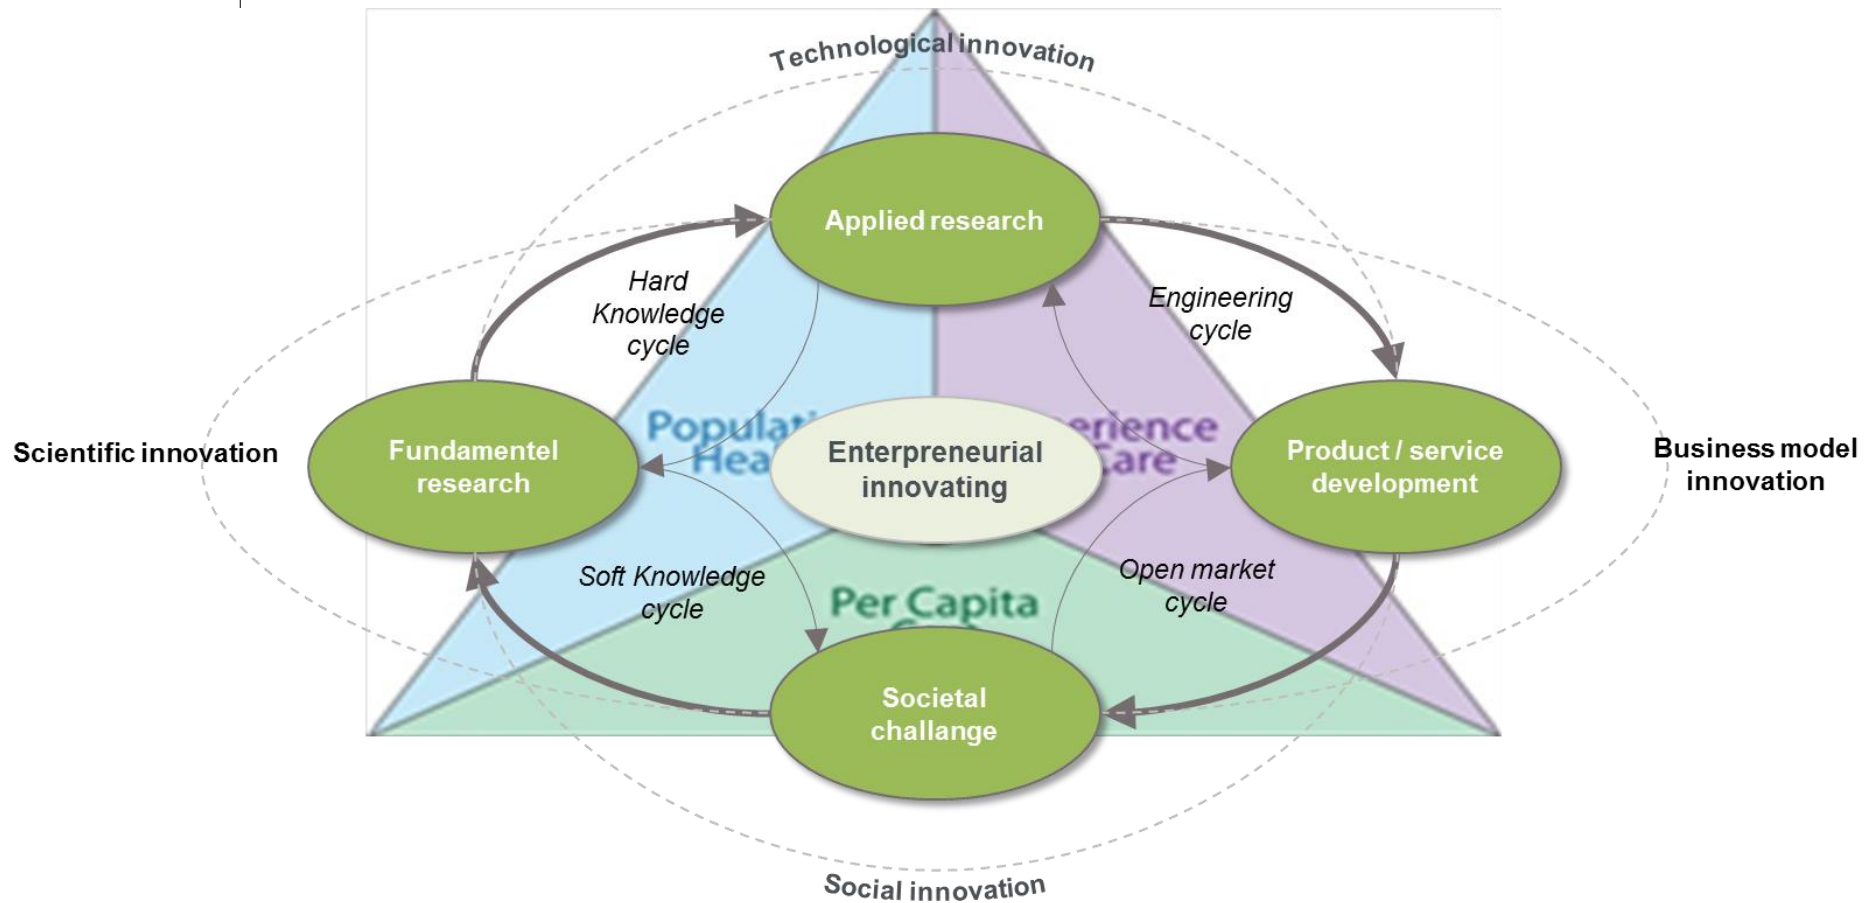 Technological innovation
Applied research
Hard
Knowledge
cycle
Engineering
cycle
Scientific innovation
Fundamentel
research
Enterpreneurial
innovating
Product / service
development
Business model
innovation
Soft Knowledge
cycle
Open market
cycle
Per Capita
Societal
challange
Social innovation